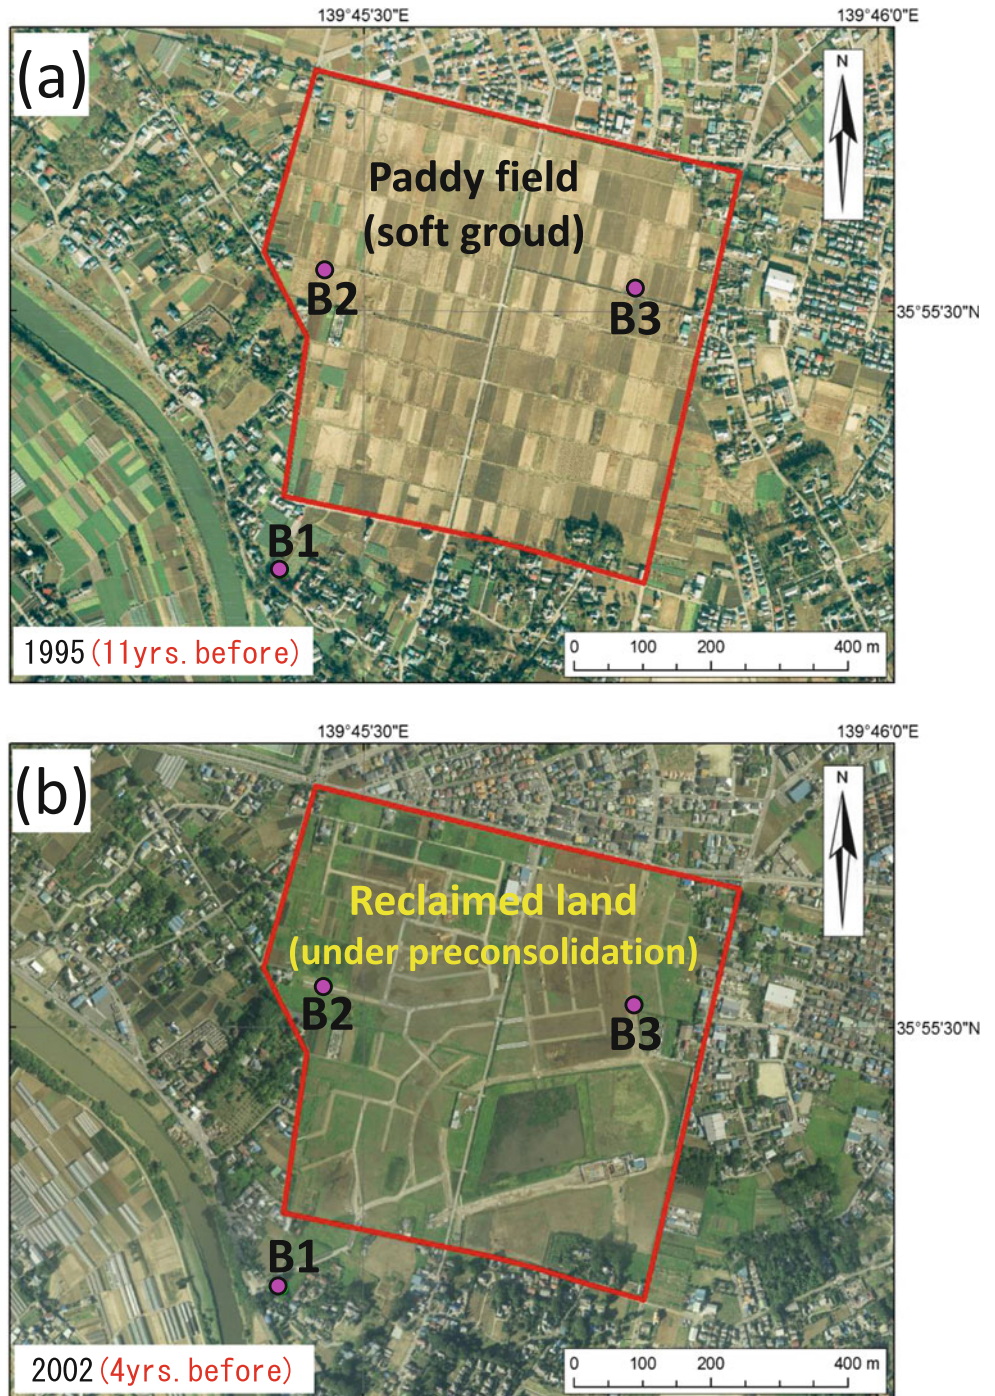 139°45'30"E
139°46'0"E
(a)
N
Paddy field
(soft groud)
B2
B3
35°55'30"N
B1
1995 (11yrs. before)
0 100 200 400 m
139°45'30"E
139°46'0"E
(b)
N
Reclaimed land
(under preconsolidation)
B2
B3
35°55'30"N
B1
2002 (4yrs. before)
0 100 200 400 m